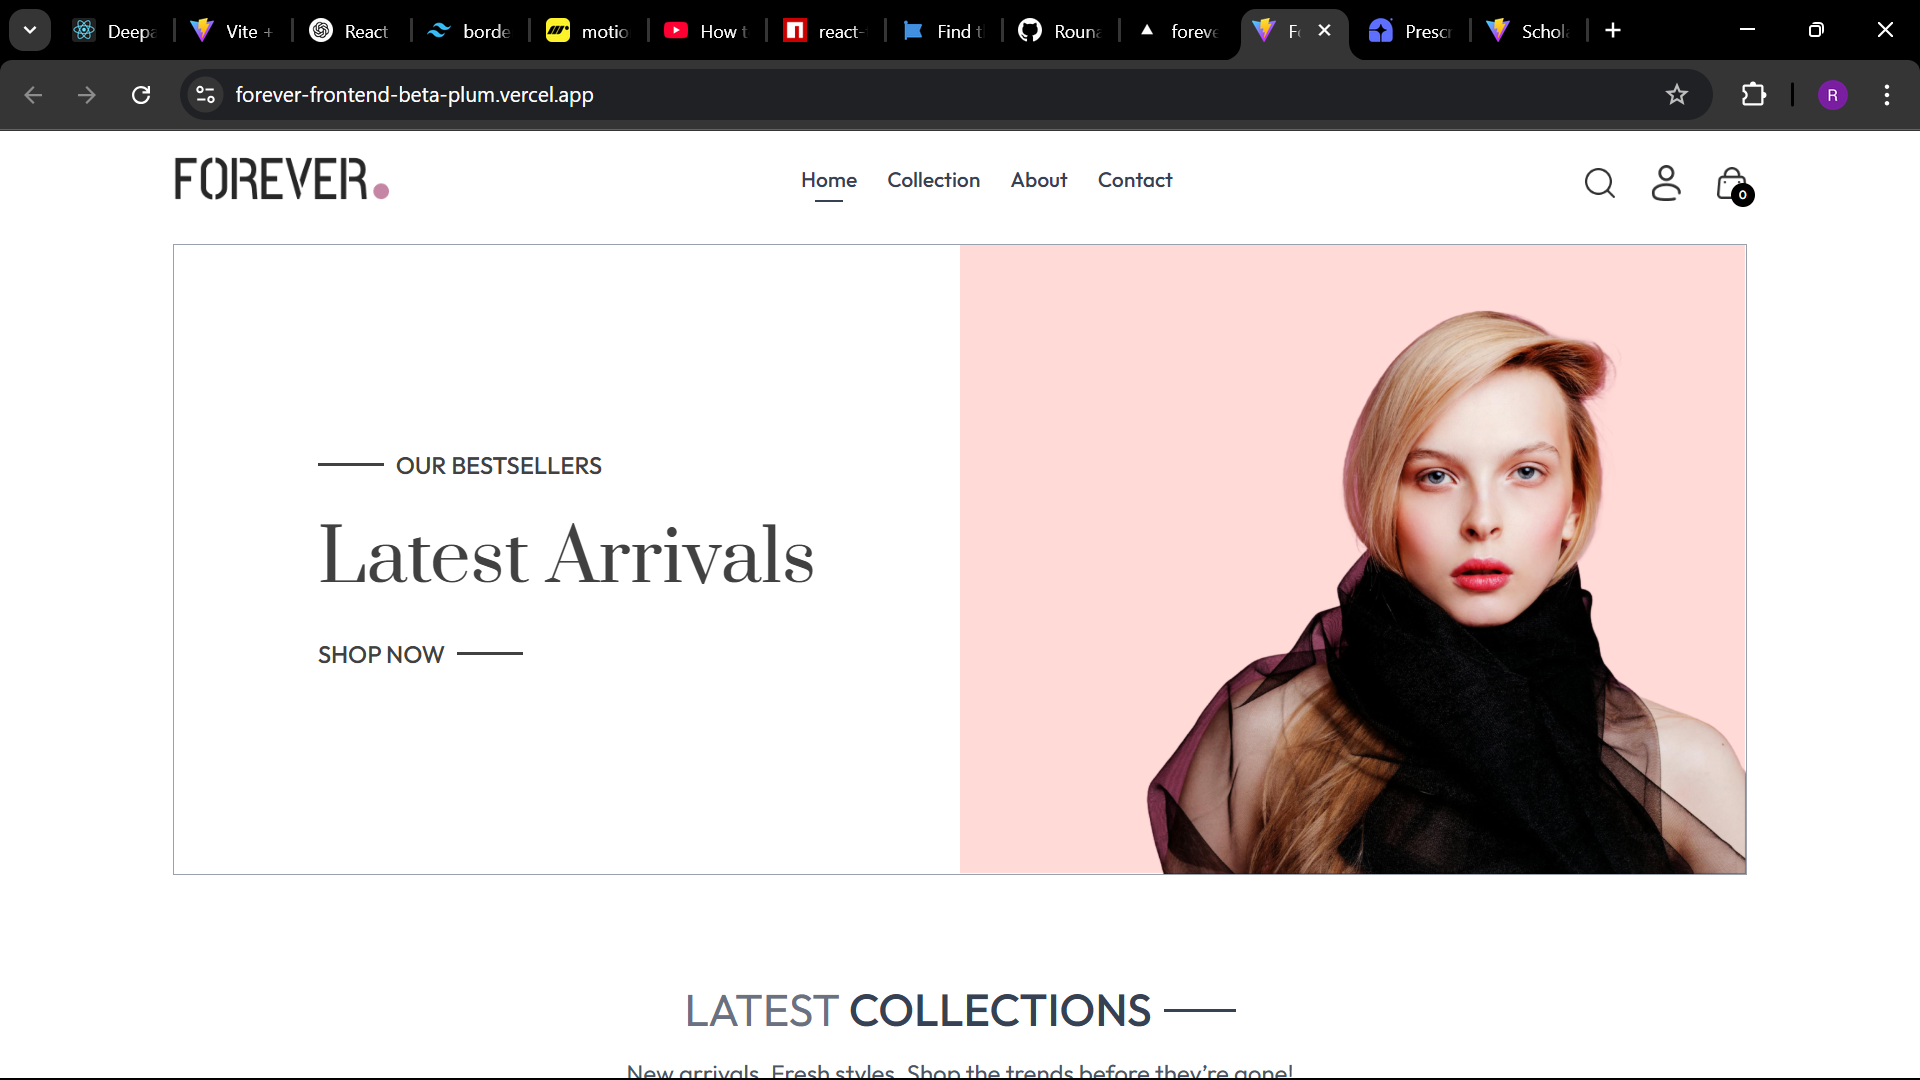 Deepa
Vite +
React
borde
motio
How t
react-
Find t
Rouna
foreve
Fo
Prescr
Schola
forever-frontend-beta-plum.vercel.app
R
FOREVER.
Home
Collection
About
Contact
0
OUR BESTSELLERS
Latest Arrivals
SHOP NOW
LATEST COLLECTIONS
New arrivals. Fresh styles. Shop the trends before they're gone!